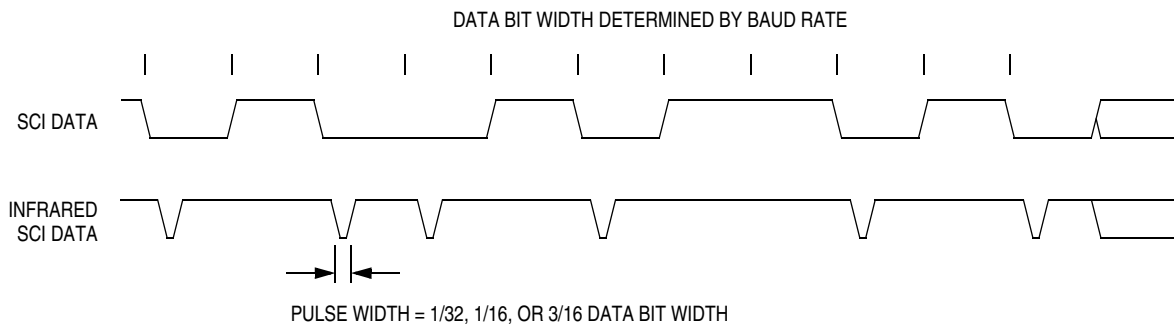 DATA BIT WIDTH DETERMINED BY BAUD RATE
SCI DATA
INFRARED
SCI DATA
PULSE WIDTH = 1/32, 1/16, OR 3/16 DATA BIT WIDTH